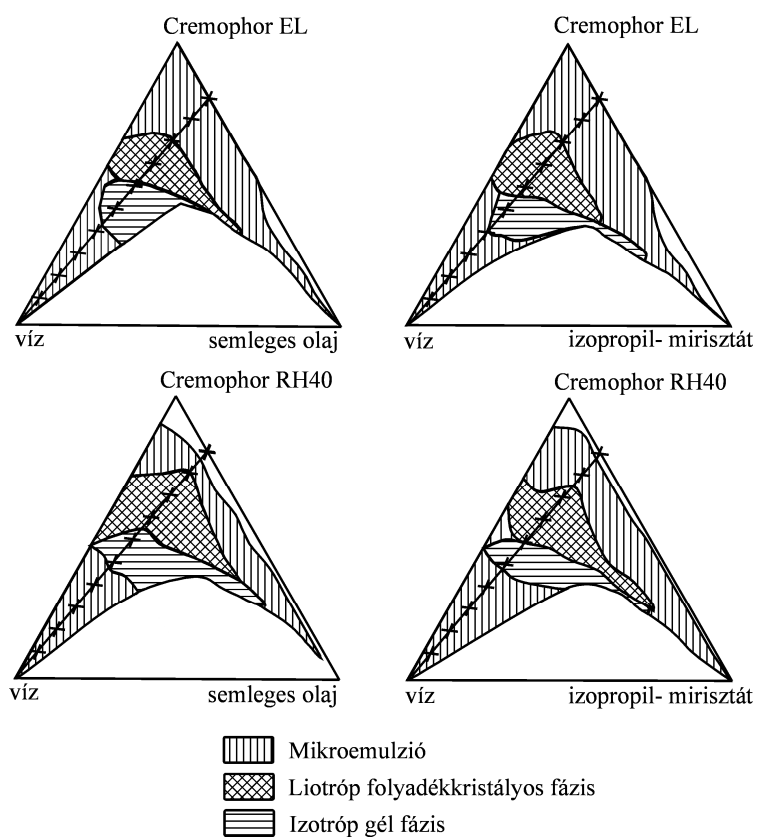 Cremophor EL
Cremophor EL
víz
semleges olaj
víz
izopropil- mirisztát
Cremophor RH40
Cremophor RH40
víz
semleges olaj
víz
izopropil- mirisztát
Mikroemulzió
Liotróp folyadékkristályos fázis
Izotróp gél fázis